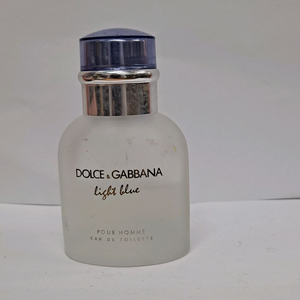 DOLCE & GABBANA
light blue
POUR HOMME
EAU DE TOILETTE